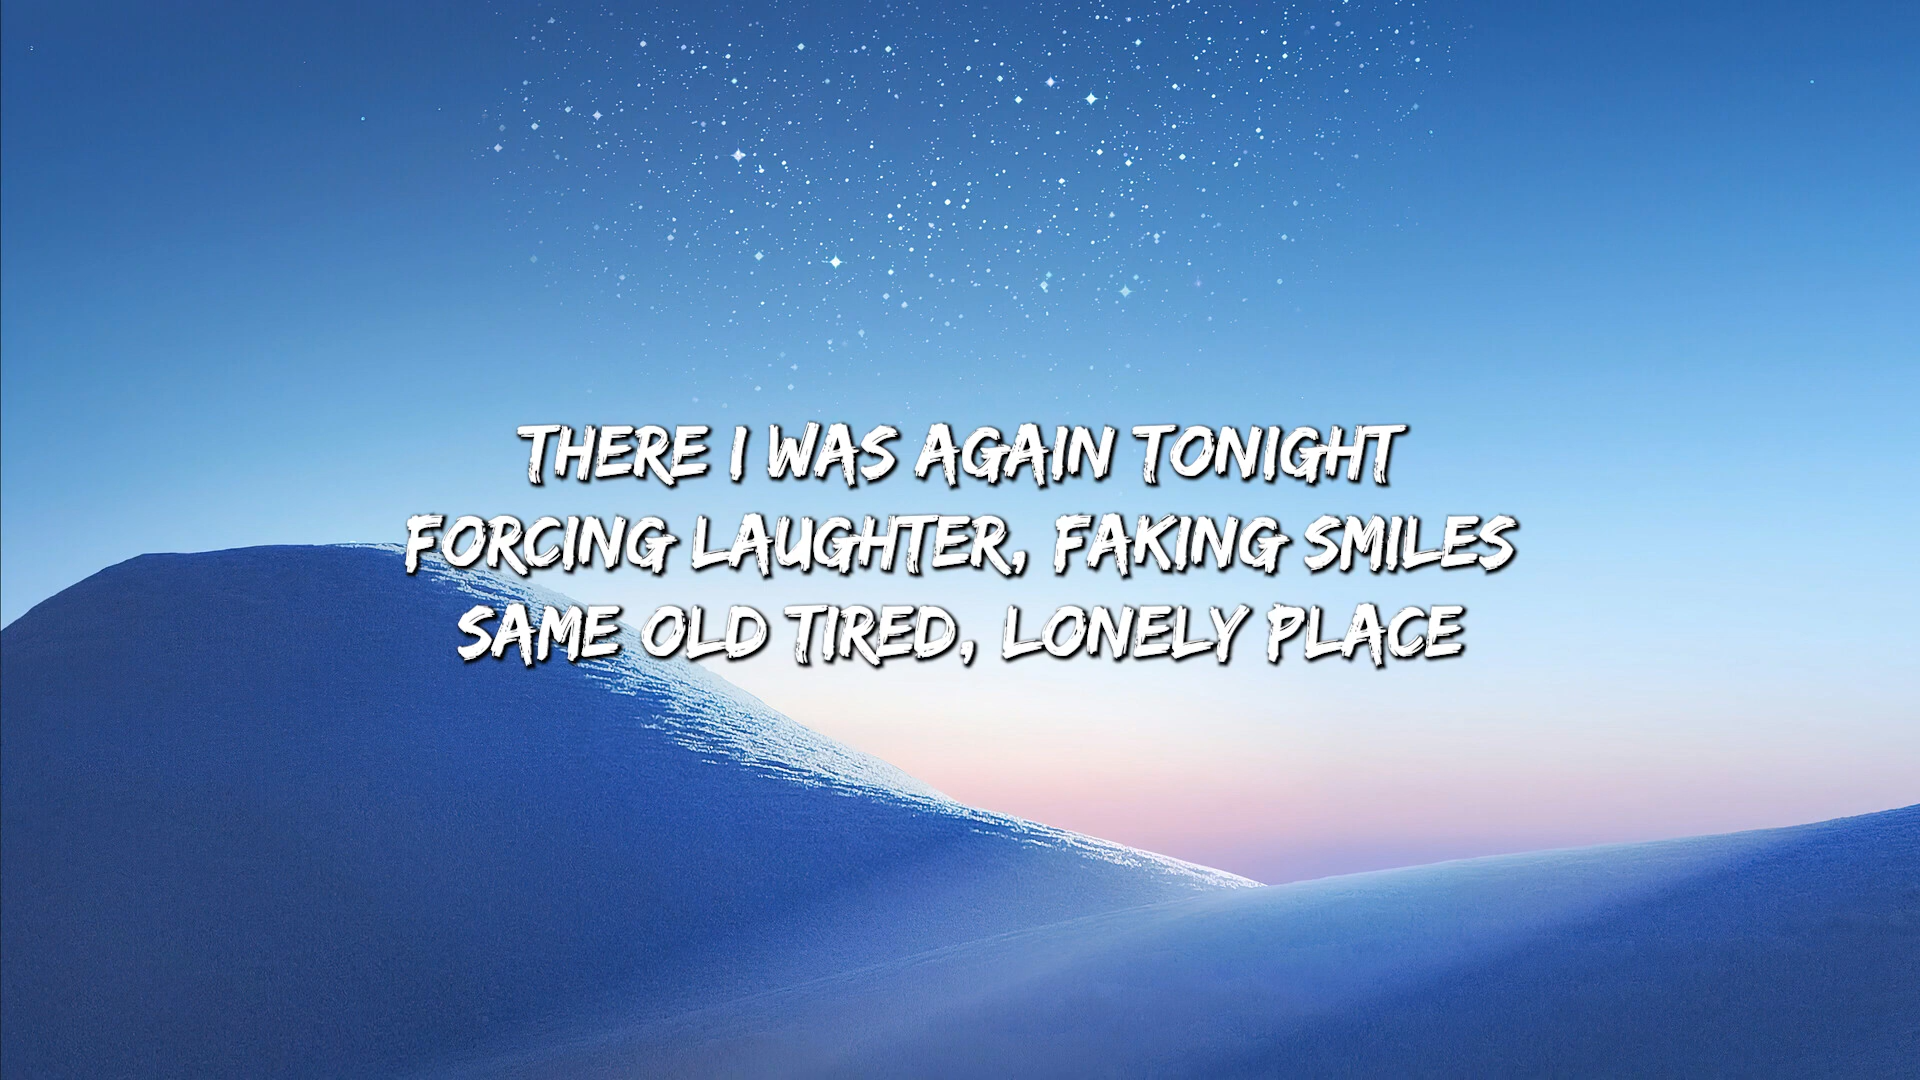 THERE I WAS AGAIN TONIGHT
FORCING LAUGHTER, FAKING SMILES
SAME OLD TIRED, LONELY PLACE